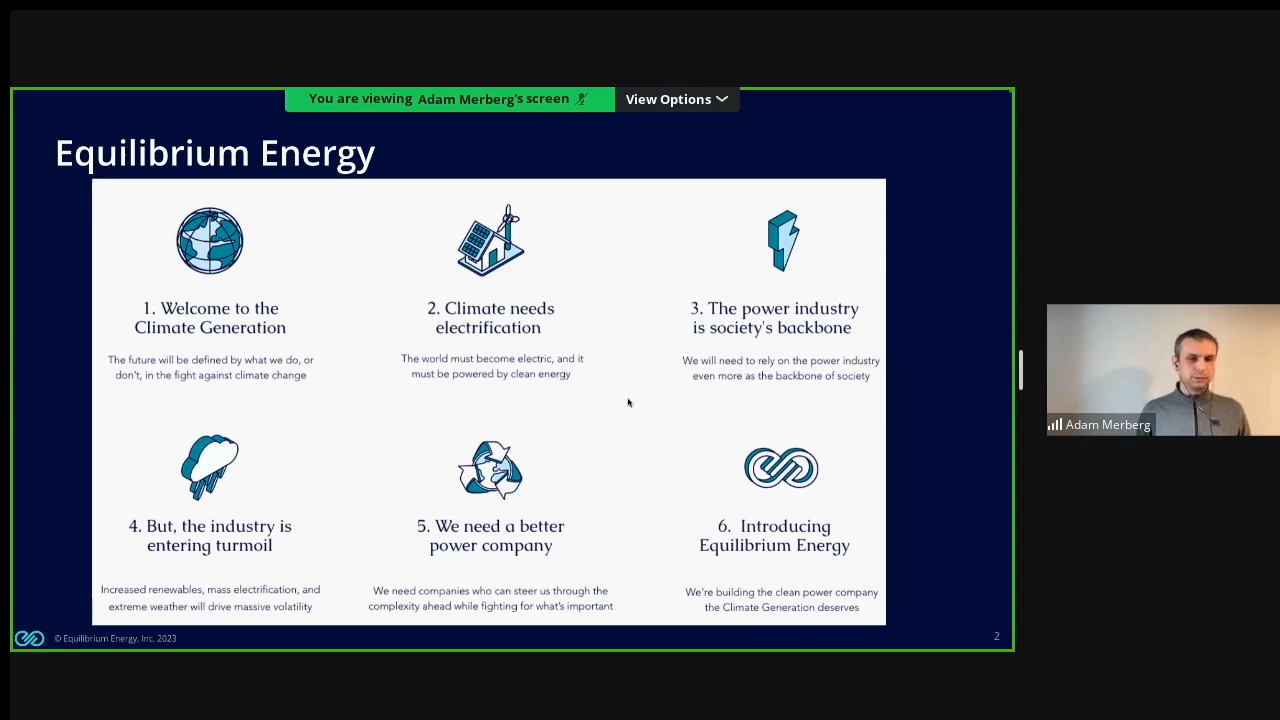 You are viewing Adam Merberg's screen View Options
Equilibrium Energy
1. Welcome to the
Climate Generation
The future will be defined by what we do, or
don't, in the fight against climate change
2. Climate needs
electrification
The world must become electric, and it
must be powered by clean energy
3. The power industry
is society's backbone
We will need to rely on the power industry
even more as the backbone of society
4. But, the industry is
entering turmoil
Increased renewables, mass electrification, and
extreme weather will drive massive volatility
5. We need a better
power company
We need companies who can steer us through the
complexity ahead while fighting for what's important
6. Introducing
Equilibrium Energy
We're building the clean power company
the Climate Generation deserves
© Equilibrium Energy, Inc. 2023
2
Adam Merberg